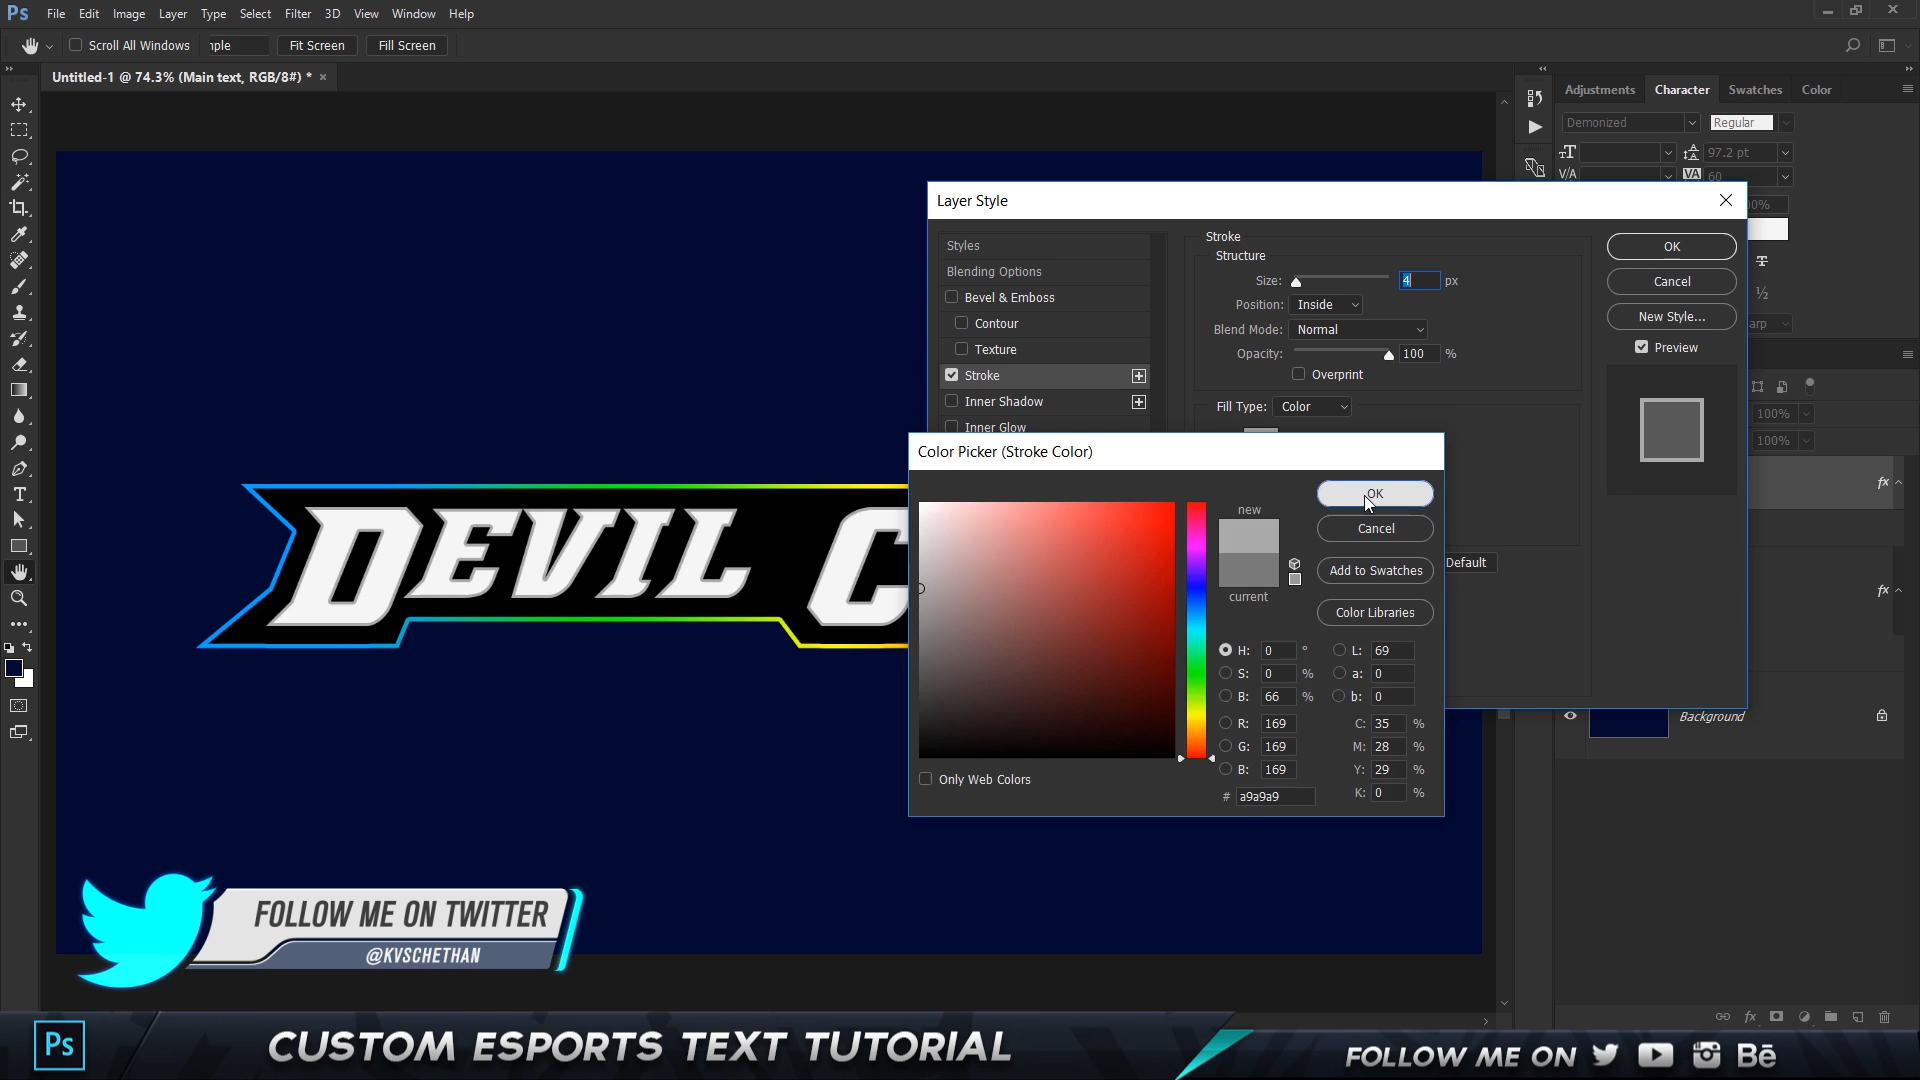 Ps File Edit Image Layer Type Select Filter 3D View Window Help
Scroll All Windows Fit Screen Fill Screen
Untitled-1 @ 74.3% (Main text, RGB/8#) * ×
Adjustments Character Swatches Color
Demonized Regular
97.2 pt
60
Layer Style
Styles
Blending Options
Bevel & Emboss
Contour
Texture
Stroke
Inner Shadow
Inner Glow
Stroke
Structure
Size: 4 px
Position: Inside
Blend Mode: Normal
Opacity: 100 %
Overprint
Fill Type: Color
OK
Cancel
New Style...
Preview
Default
100%
100%
fx
fx
Background
Color Picker (Stroke Color)
new
current
OK
Cancel
Add to Swatches
Color Libraries
H: 0 ° L: 69
S: 0 % a: 0
B: 66 % b: 0
R: 169 C: 35 %
G: 169 M: 28 %
B: 169 Y: 29 %
# a9a9a9 K: 0 %
Only Web Colors
DEVIL C
FOLLOW ME ON TWITTER
@KVSCHETHAN
Ps CUSTOM ESPORTS TEXT TUTORIAL
FOLLOW ME ON Bē